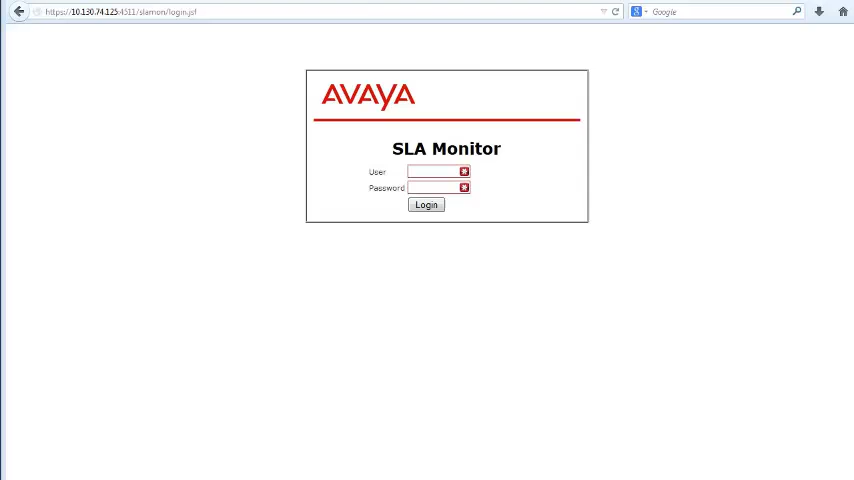 https://10.130.74.125:4511/slamon/login.jsf
Google
AVAYA
SLA Monitor
User
Password
Login